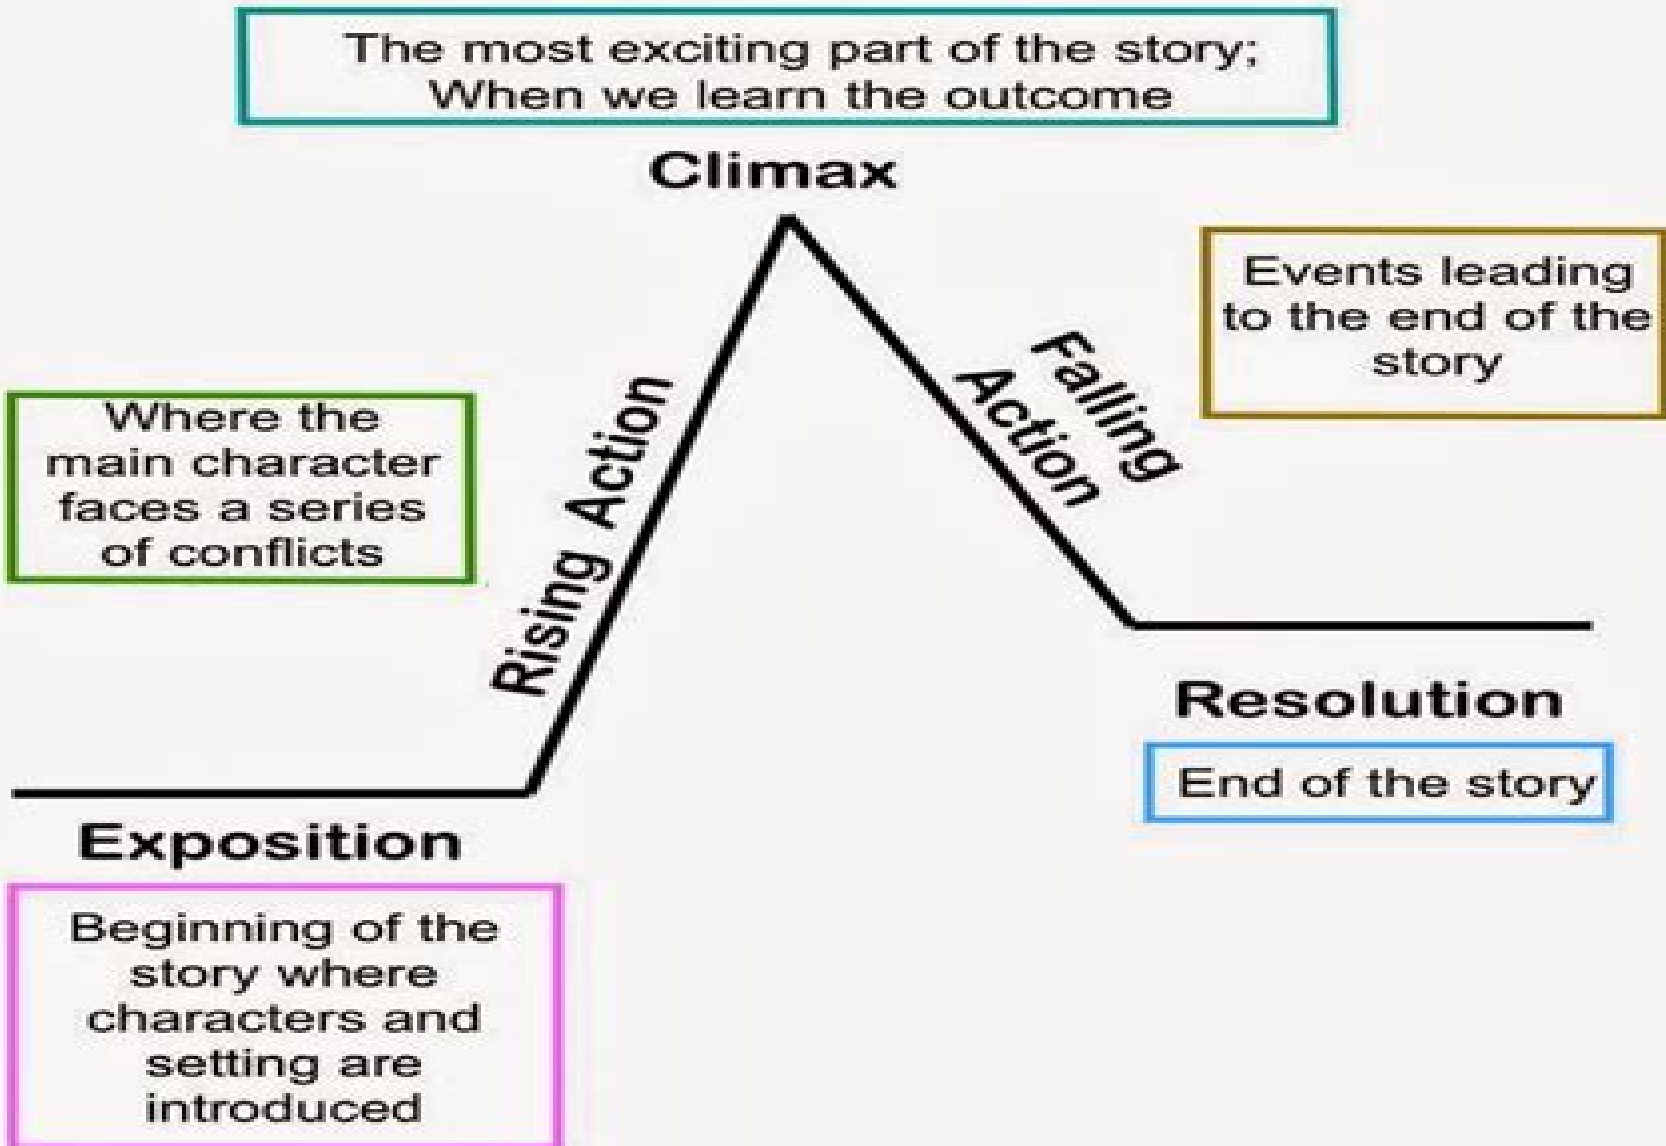 The most exciting part of the story;
When we learn the outcome
Climax
Events leading
to the end of the
story
Falling
Action
Where the
main character
faces a series
of conflicts
Rising Action
Resolution
End of the story
Exposition
Beginning of the
story where
characters and
setting are
introduced